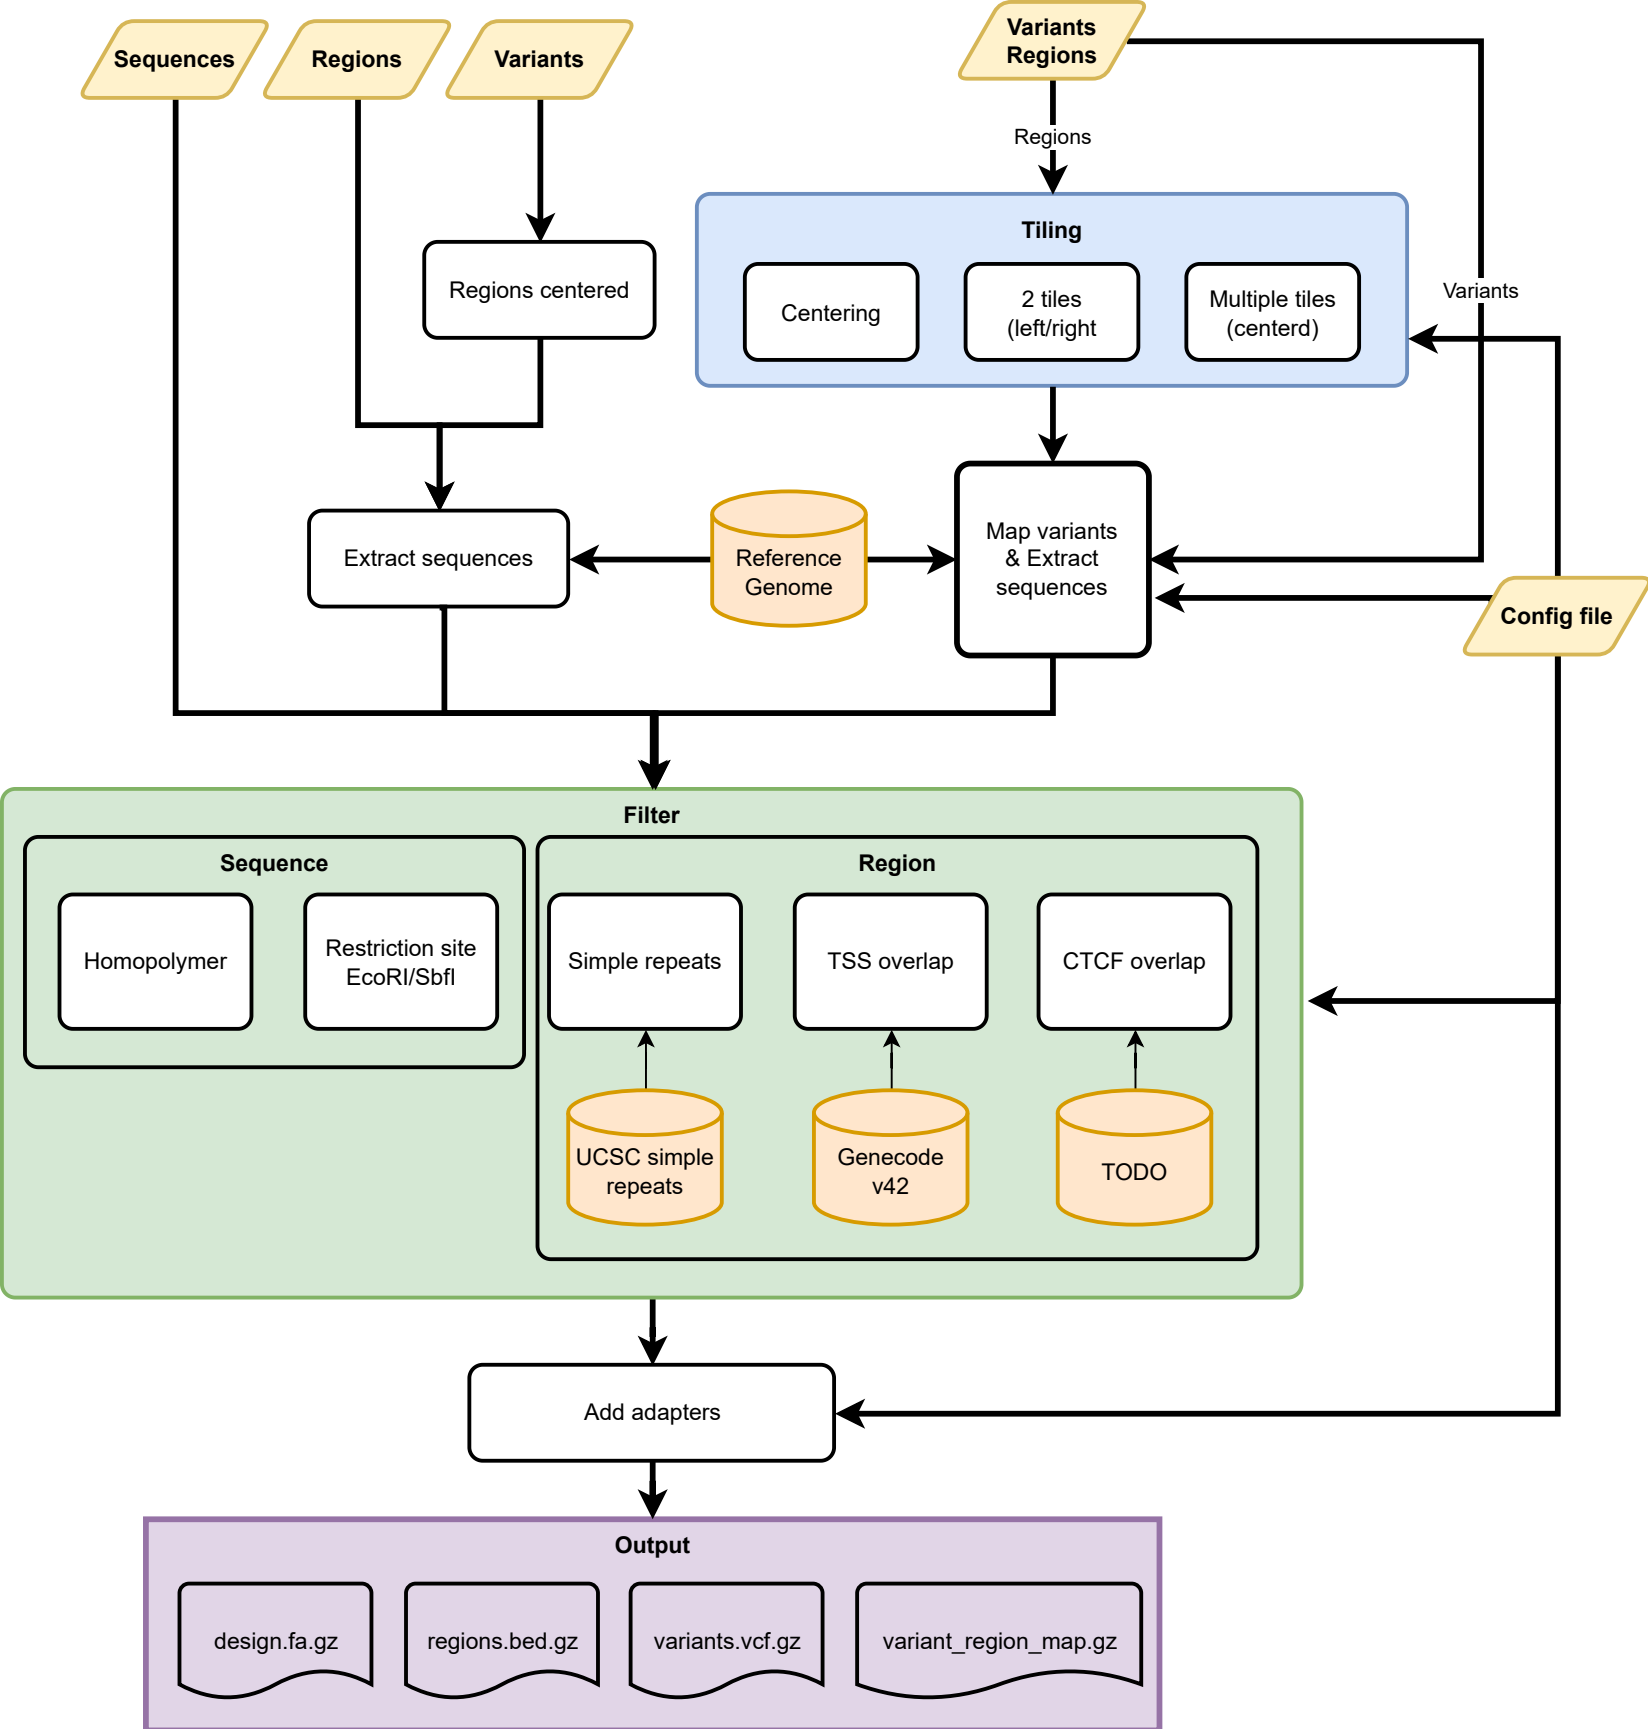 Sequences
Regions
Variants
Variants
Regions
Regions
Tiling
Regions centered
Centering
2 tiles
(left/right
Multiple tiles
(centerd)
Variants
Extract sequences
Reference
Genome
Map variants
& Extract
sequences
Config file
Filter
Sequence
Region
Homopolymer
Restriction site
EcoRI/SbfI
Simple repeats
TSS overlap
CTCF overlap
UCSC simple
repeats
Genecode
v42
TODO
Add adapters
Output
design.fa.gz
regions.bed.gz
variants.vcf.gz
variant_region_map.gz